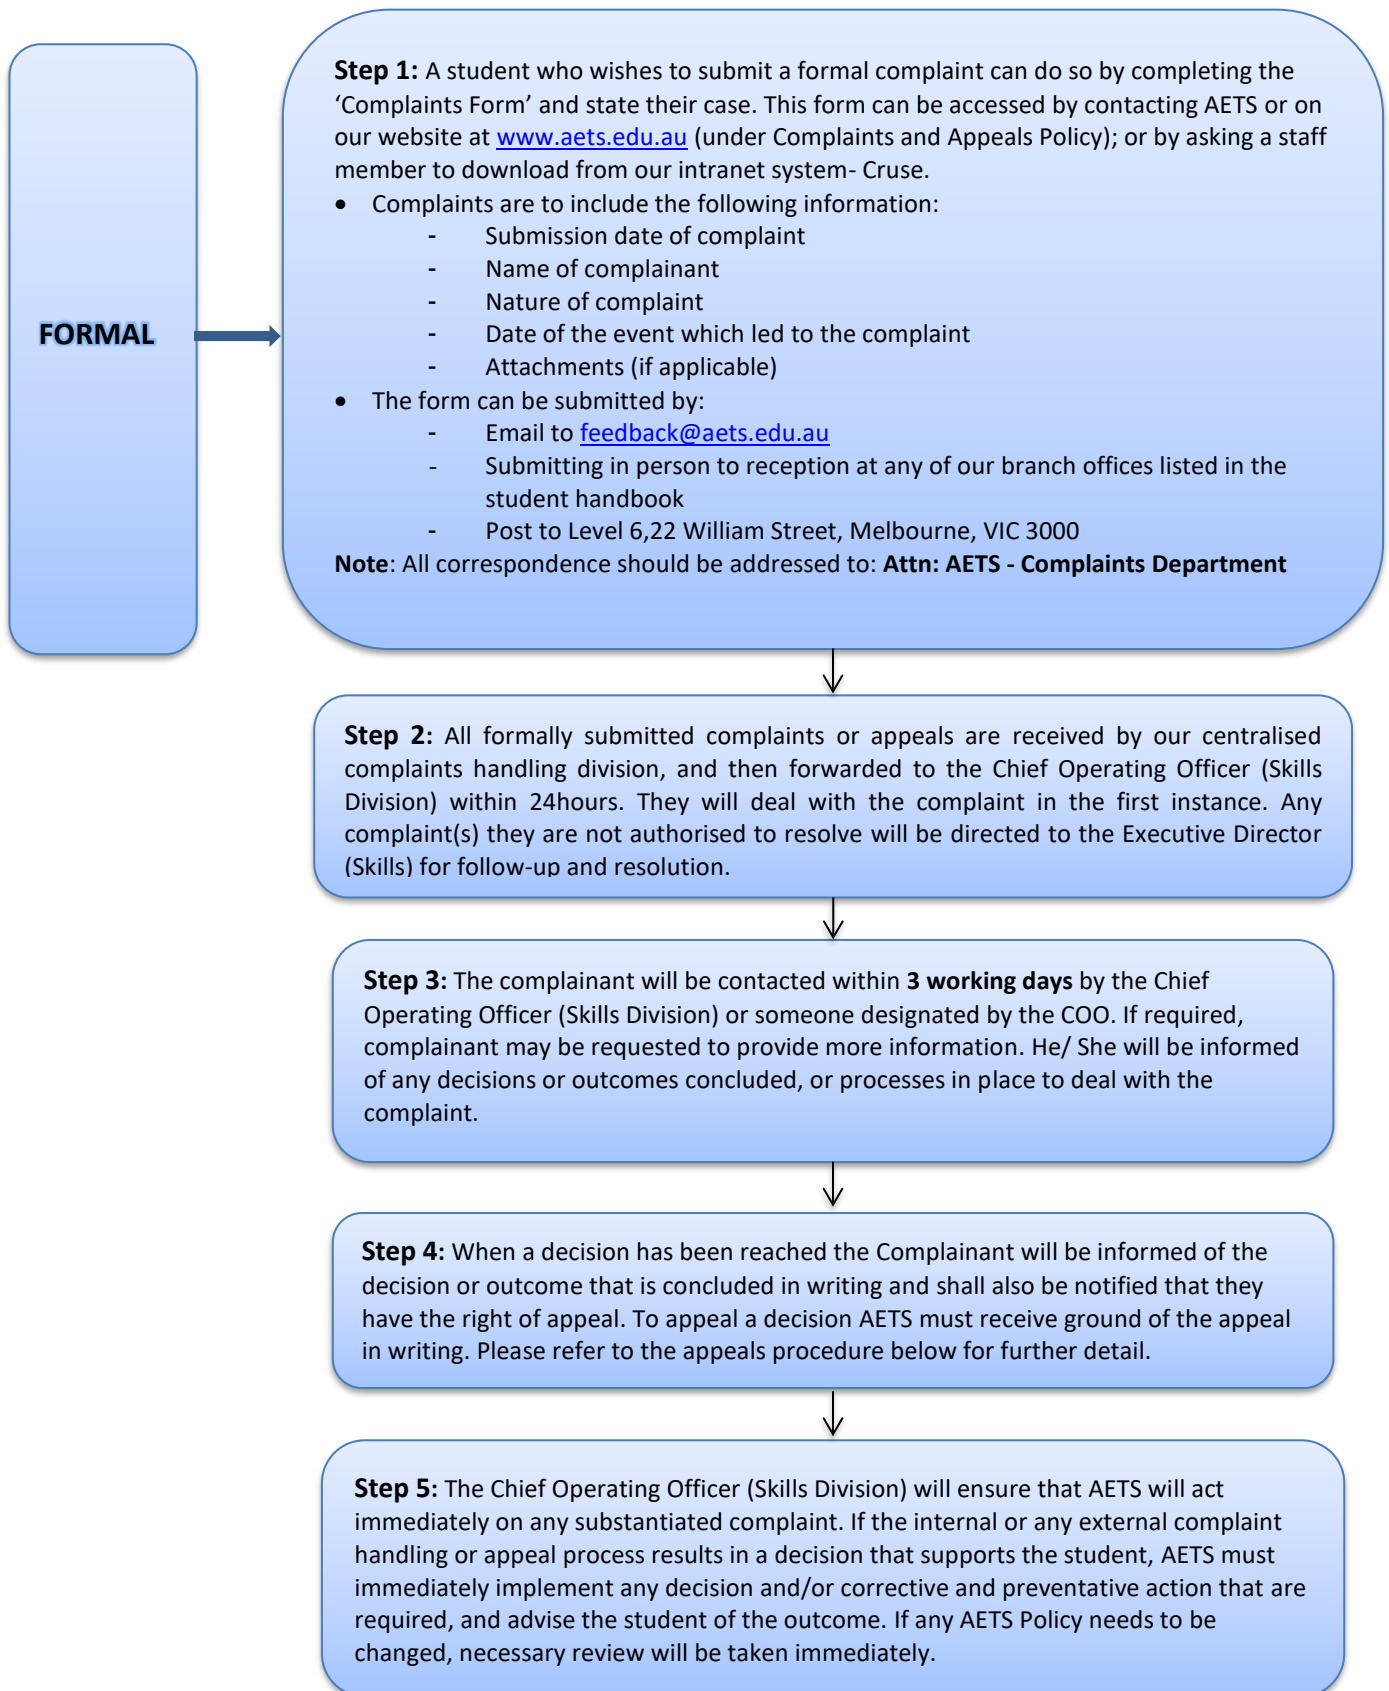 FORMAL
Step 1: A student who wishes to submit a formal complaint can do so by completing the
‘Complaints Form’ and state their case. This form can be accessed by contacting AETS or on
our website at www.aets.edu.au (under Complaints and Appeals Policy); or by asking a staff
member to download from our intranet system- Cruse.
• Complaints are to include the following information:
- Submission date of complaint
- Name of complainant
- Nature of complaint
- Date of the event which led to the complaint
- Attachments (if applicable)
• The form can be submitted by:
- Email to feedback@aets.edu.au
- Submitting in person to reception at any of our branch offices listed in the
student handbook
- Post to Level 6,22 William Street, Melbourne, VIC 3000
Note: All correspondence should be addressed to: Attn: AETS - Complaints Department
Step 2: All formally submitted complaints or appeals are received by our centralised
complaints handling division, and then forwarded to the Chief Operating Officer (Skills
Division) within 24hours. They will deal with the complaint in the first instance. Any
complaint(s) they are not authorised to resolve will be directed to the Executive Director
(Skills) for follow-up and resolution.
Step 3: The complainant will be contacted within 3 working days by the Chief
Operating Officer (Skills Division) or someone designated by the COO. If required,
complainant may be requested to provide more information. He/ She will be informed
of any decisions or outcomes concluded, or processes in place to deal with the
complaint.
Step 4: When a decision has been reached the Complainant will be informed of the
decision or outcome that is concluded in writing and shall also be notified that they
have the right of appeal. To appeal a decision AETS must receive ground of the appeal
in writing. Please refer to the appeals procedure below for further detail.
Step 5: The Chief Operating Officer (Skills Division) will ensure that AETS will act
immediately on any substantiated complaint. If the internal or any external complaint
handling or appeal process results in a decision that supports the student, AETS must
immediately implement any decision and/or corrective and preventative action that are
required, and advise the student of the outcome. If any AETS Policy needs to be
changed, necessary review will be taken immediately.